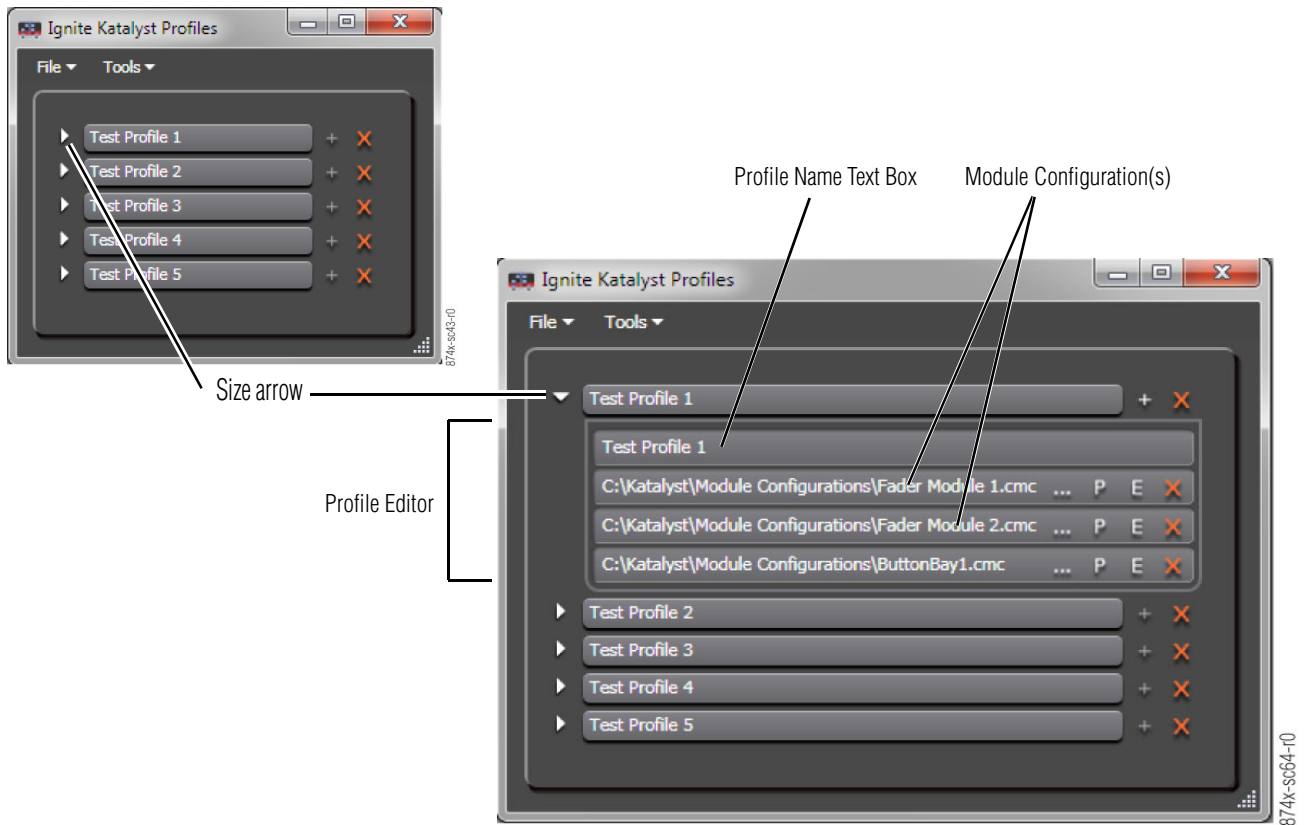 Ignite Katalyst Profiles
File Tools
Test Profile 1 + X
Test Profile 2 + X
Test Profile 3 + X
Test Profile 4 + X
Test Profile 5 + X
874x-sc43-r0
Size arrow
Profile Editor
Profile Name Text Box
Module Configuration(s)
Ignite Katalyst Profiles
File Tools
Test Profile 1 + X
Test Profile 1
C:\Katalyst\Module Configurations\Fader Module 1.cmc ... P E X
C:\Katalyst\Module Configurations\Fader Module 2.cmc ... P E X
C:\Katalyst\Module Configurations\ButtonBay1.cmc ... P E X
Test Profile 2 + X
Test Profile 3 + X
Test Profile 4 + X
Test Profile 5 + X
874x-sc64-r0